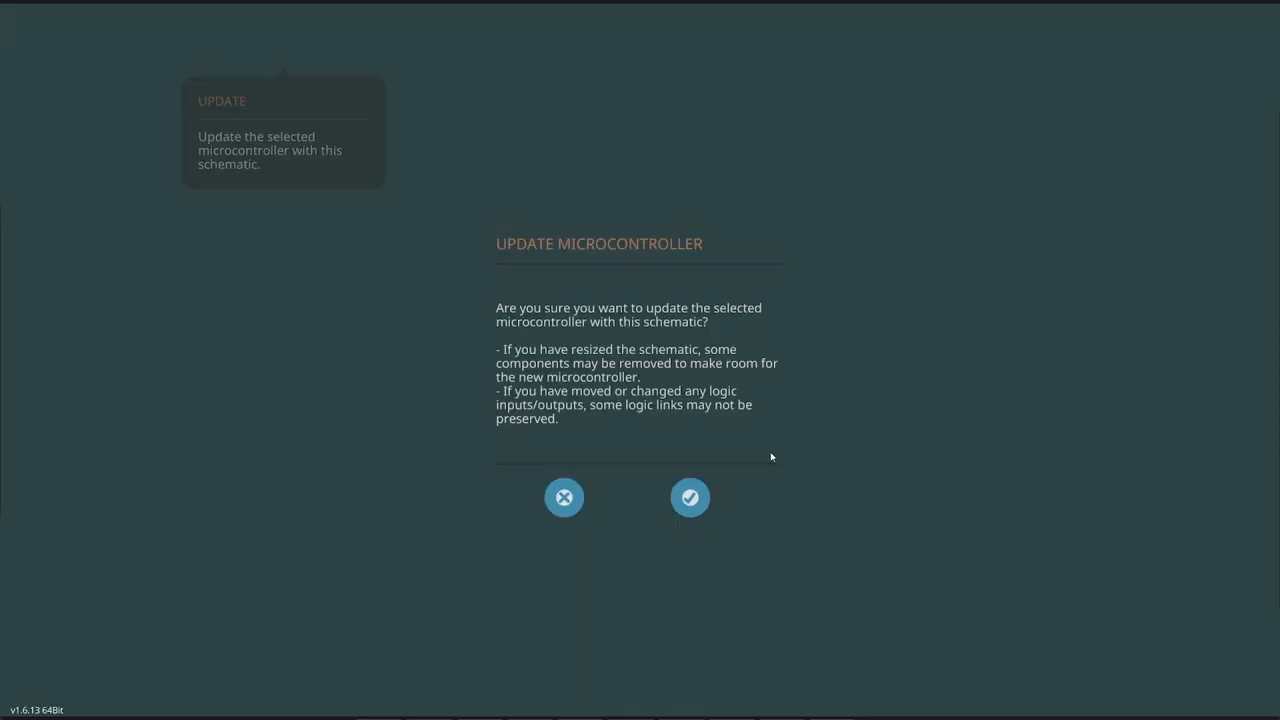 UPDATE
Update the selected
microcontroller with this
schematic.
UPDATE MICROCONTROLLER
Are you sure you want to update the selected
microcontroller with this schematic?
- If you have resized the schematic, some
components may be removed to make room for
the new microcontroller.
- If you have moved or changed any logic
inputs/outputs, some logic links may not be
preserved.
v1.6.13 64Bit